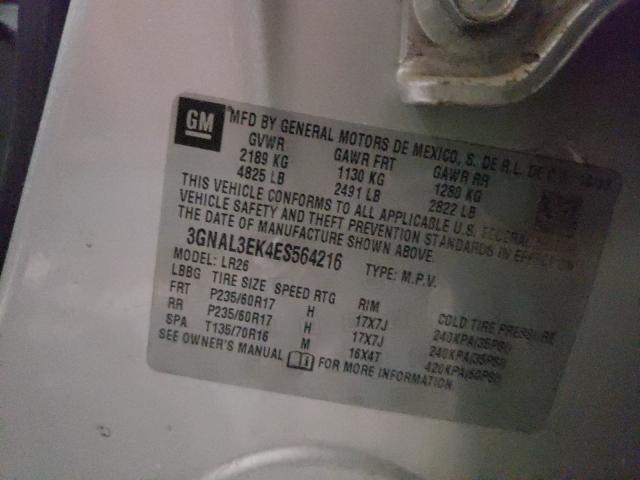 GM
MFD BY GENERAL MOTORS DE MEXICO, S. DE R.L. DE C.V.
GVWR GAWR FRT GAWR RR
2189 KG 1130 KG 1280 KG
4825 LB 2491 LB 2822 LB
THIS VEHICLE CONFORMS TO ALL APPLICABLE U.S. FEDERAL
VEHICLE SAFETY AND THEFT PREVENTION STANDARDS IN EFFECT ON
THE DATE OF MANUFACTURE SHOWN ABOVE.
3GNAL3EK4ES564216 TYPE: M.P.V.
MODEL: LR26
LBBG TIRE SIZE SPEED RTG RIM COLD TIRE PRESSURE
FRT P235/60R17 H 17X7J 240KPA(35PSI)
RR P235/60R17 H 17X7J 240KPA(35PSI)
SPA T135/70R16 M 16X4T 420KPA(60PSI)
SEE OWNER'S MANUAL FOR MORE INFORMATION.